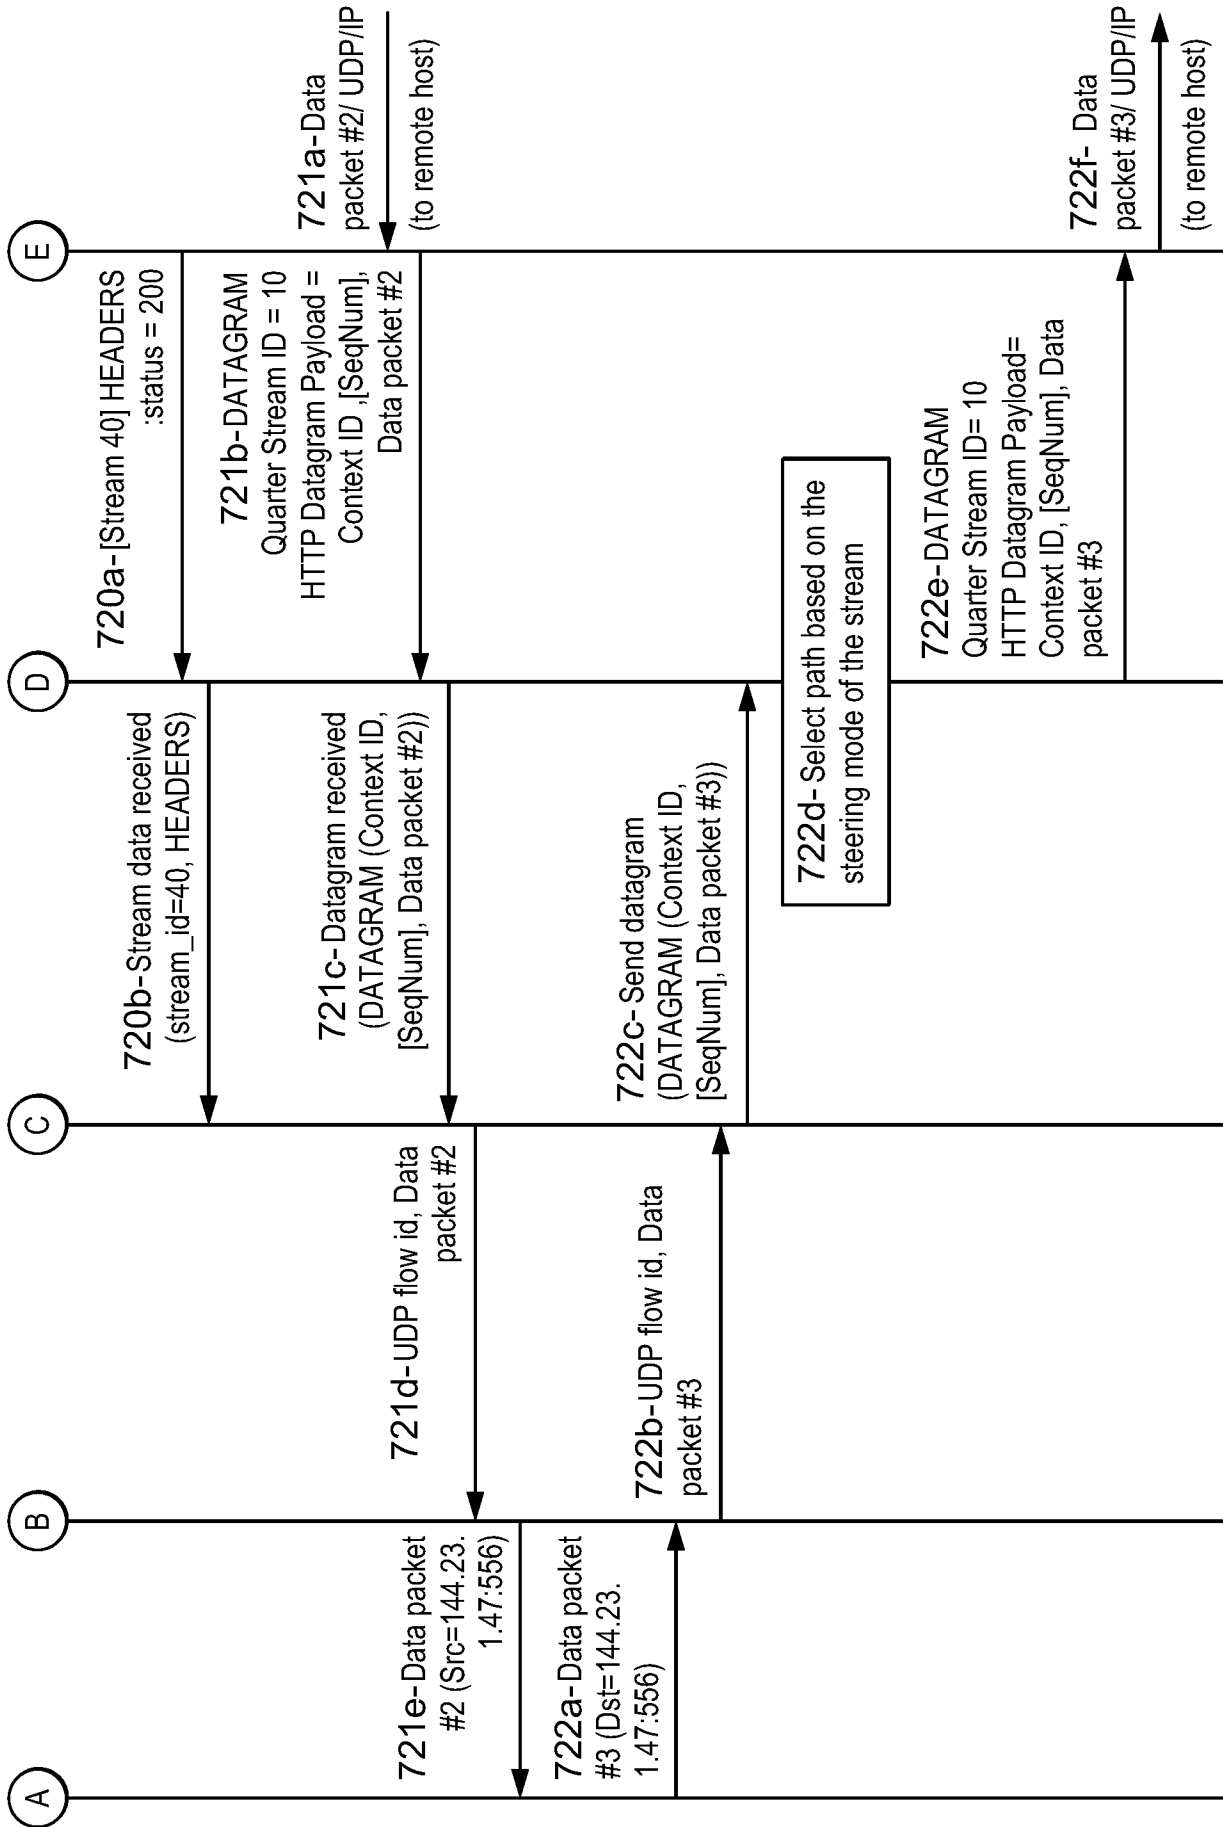 A
B
C
D
E
720a-[Stream 40] HEADERS
:status = 200
720b-Stream data received
(stream_id=40, HEADERS)
721a-Data
packet #2/ UDP/IP
(to remote host)
721b-DATAGRAM
Quarter Stream ID = 10
HTTP Datagram Payload =
Context ID ,[SeqNum],
Data packet #2
721c-Datagram received
(DATAGRAM (Context ID,
[SeqNum], Data packet #2))
721d-UDP flow id, Data
packet #2
721e-Data packet
#2 (Src=144.23.
1.47:556)
722a-Data packet
#3 (Dst=144.23.
1.47:556)
722b-UDP flow id, Data
packet #3
722c-Send datagram
(DATAGRAM (Context ID,
[SeqNum], Data packet #3))
722d-Select path based on the
steering mode of the stream
722e-DATAGRAM
Quarter Stream ID= 10
HTTP Datagram Payload=
Context ID, [SeqNum], Data
packet #3
722f- Data
packet #3/ UDP/IP
(to remote host)